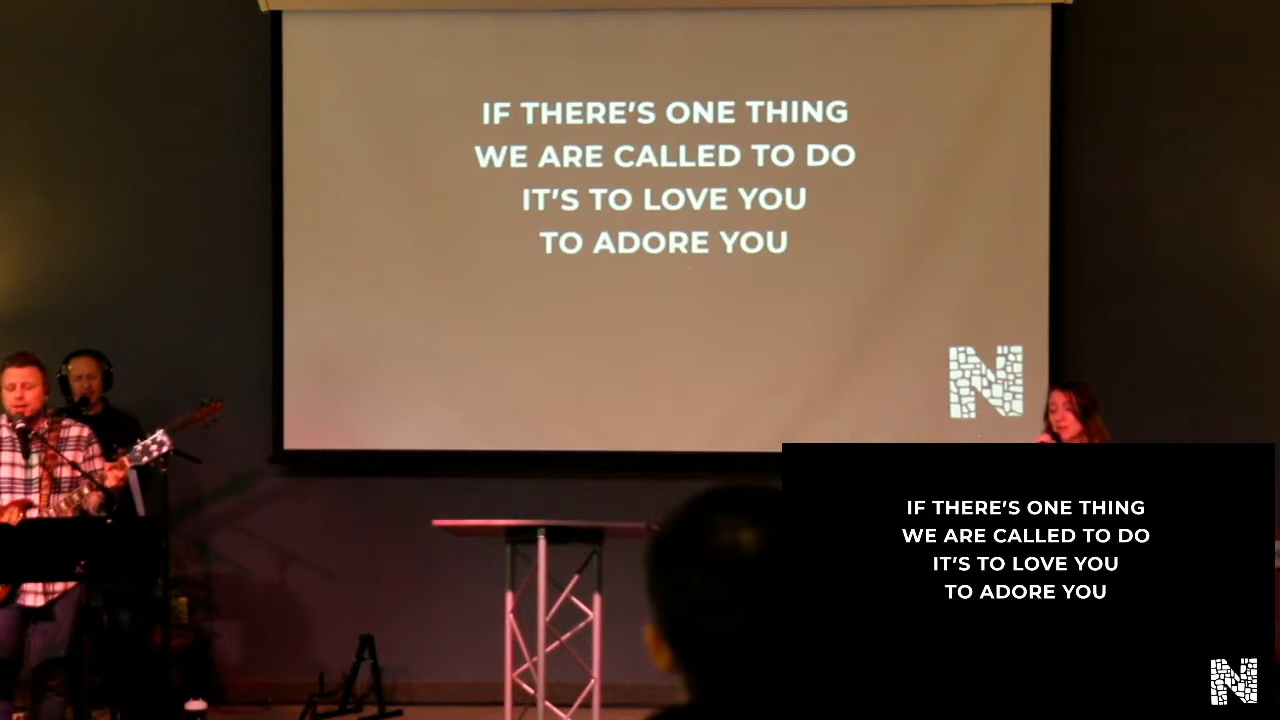 IF THERE'S ONE THING
WE ARE CALLED TO DO
IT'S TO LOVE YOU
TO ADORE YOU
N
IF THERE'S ONE THING
WE ARE CALLED TO DO
IT'S TO LOVE YOU
TO ADORE YOU
N